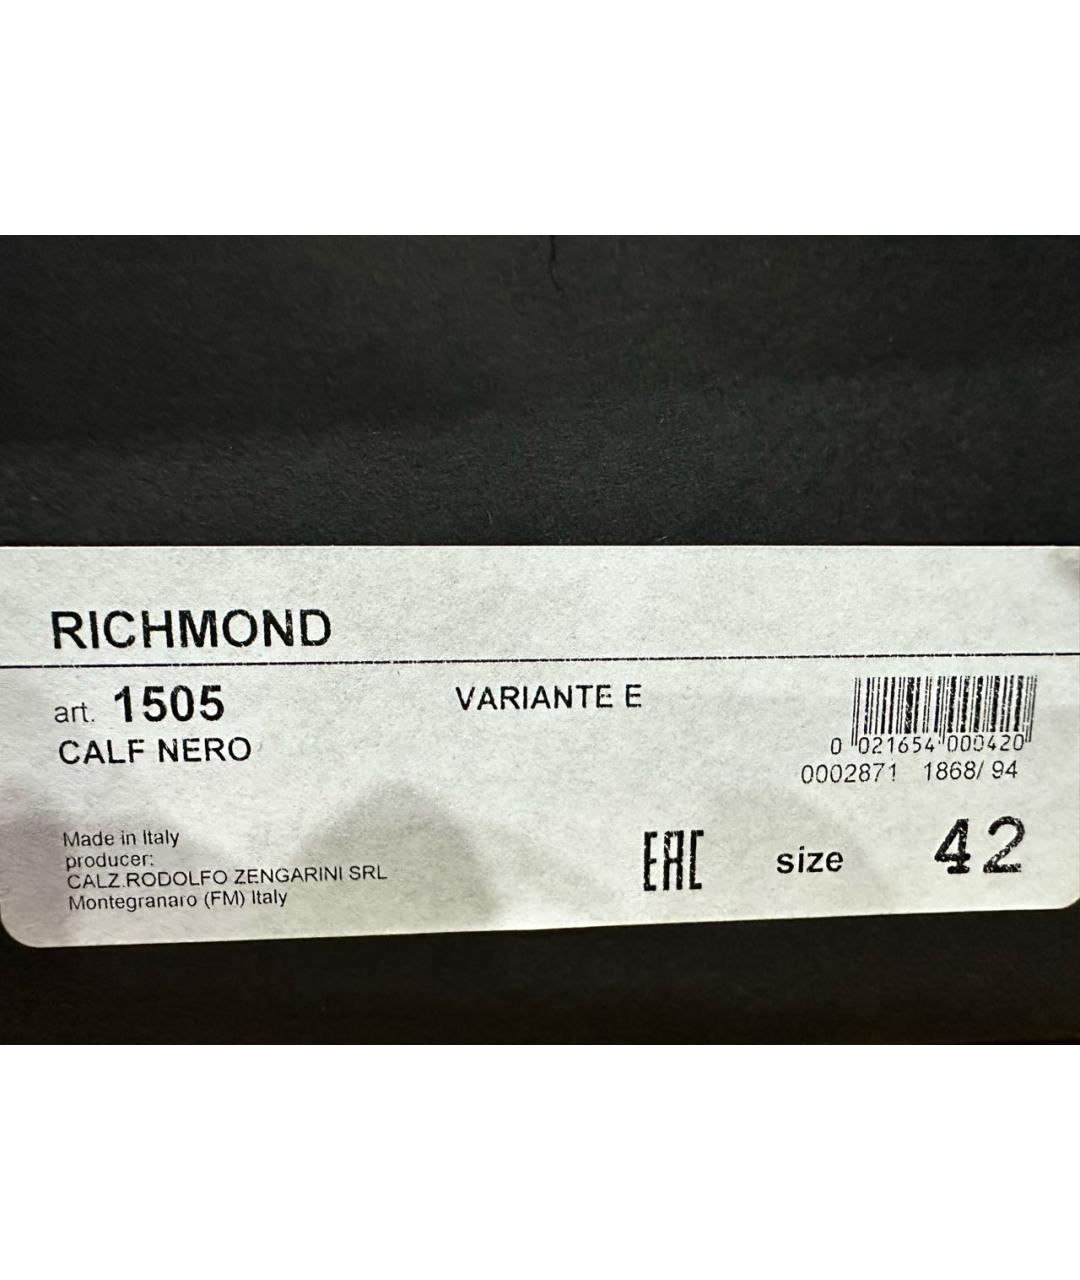 RICHMOND
art. 1505 VARIANTE E
CALF NERO
0 021654 000420
0002871 1868/ 94
Made in Italy
producer:
CALZ.RODOLFO ZENGARINI SRL
Montegranaro (FM) Italy
EAC size 42